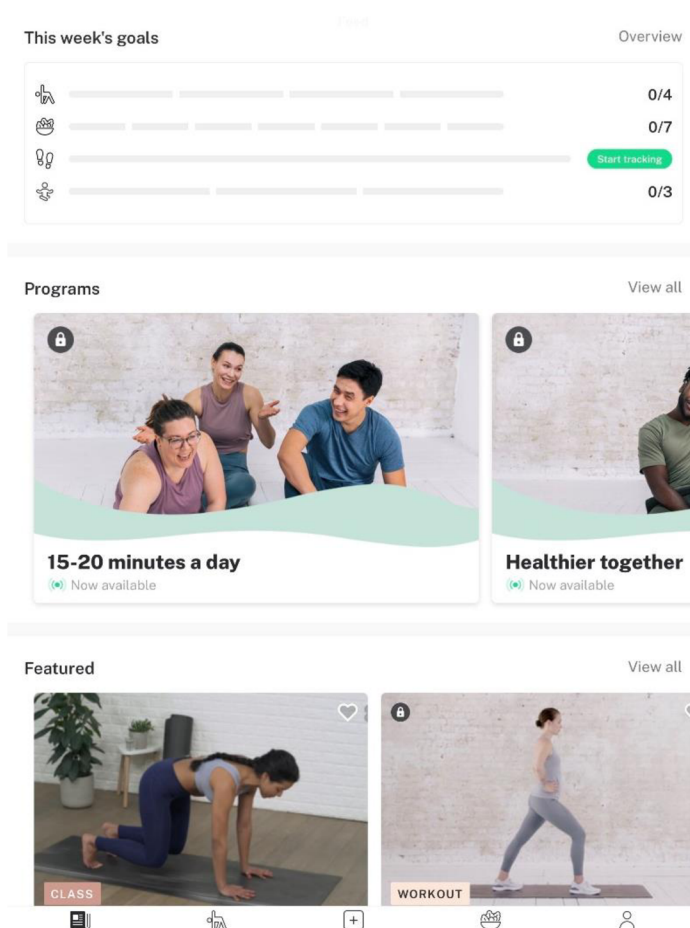 Feed
This week's goals Overview
0/4
0/7
Start tracking
0/3
Programs View all
15-20 minutes a day
Now available
Healthier together
Now available
Featured View all
CLASS
WORKOUT